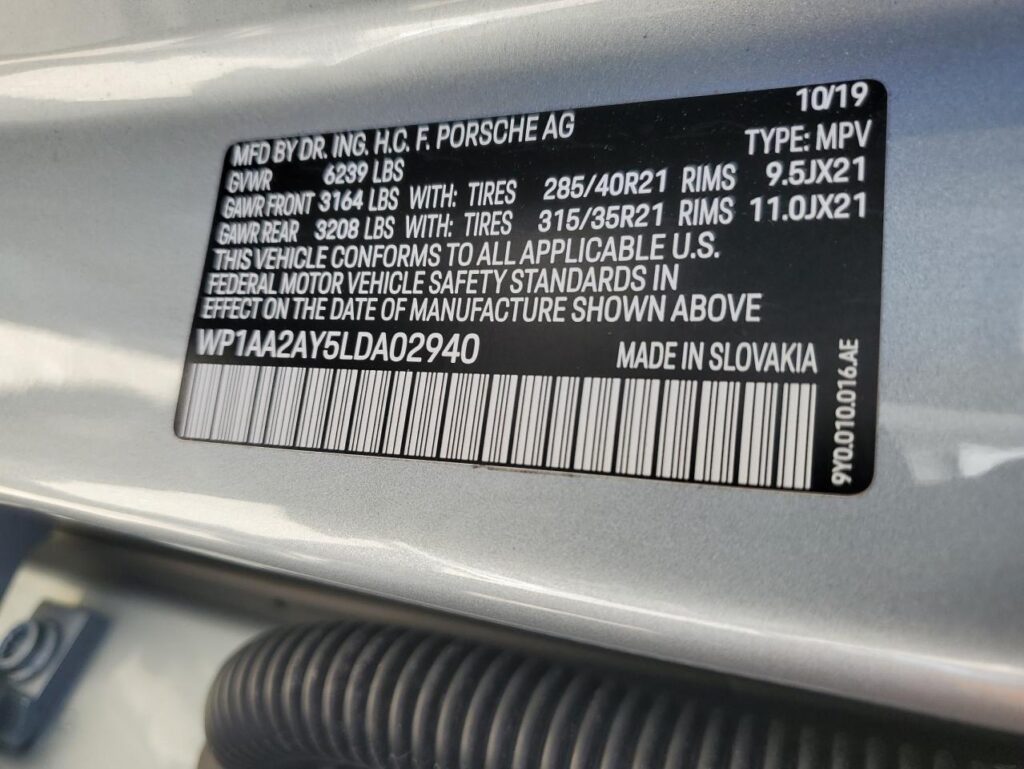 10/19
MFD BY DR. ING. H.C. F. PORSCHE AG TYPE: MPV
GVWR 6239 LBS
GAWR FRONT 3164 LBS WITH: TIRES 285/40R21 RIMS 9.5JX21
GAWR REAR 3208 LBS WITH: TIRES 315/35R21 RIMS 11.0JX21
THIS VEHICLE CONFORMS TO ALL APPLICABLE U.S.
FEDERAL MOTOR VEHICLE SAFETY STANDARDS IN
EFFECT ON THE DATE OF MANUFACTURE SHOWN ABOVE
WP1AA2AY5LDA02940 MADE IN SLOVAKIA
9Y0.010.016.AE